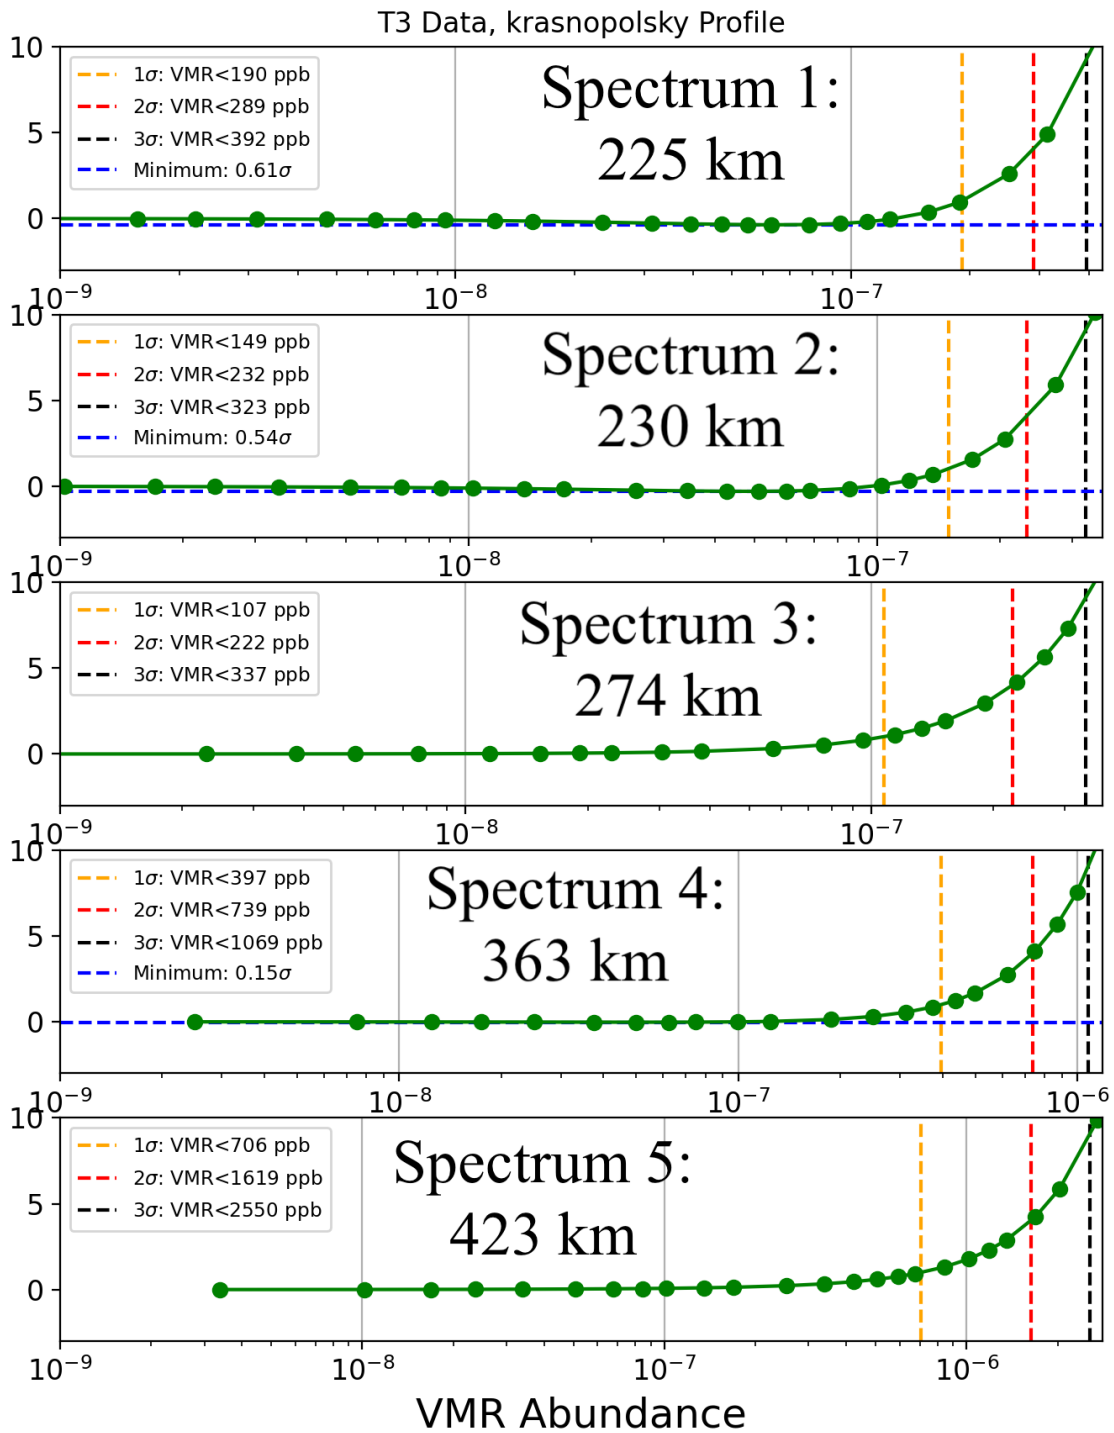 T3 Data, krasnopolsky Profile
10
5
0
1σ: VMR<190 ppb
2σ: VMR<289 ppb
3σ: VMR<392 ppb
Minimum: 0.61σ
Spectrum 1:
225 km
10⁻⁹ 10⁻⁸ 10⁻⁷
10
5
0
1σ: VMR<149 ppb
2σ: VMR<232 ppb
3σ: VMR<323 ppb
Minimum: 0.54σ
Spectrum 2:
230 km
10⁻⁹ 10⁻⁸ 10⁻⁷
10
5
0
1σ: VMR<107 ppb
2σ: VMR<222 ppb
3σ: VMR<337 ppb
Spectrum 3:
274 km
10⁻⁹ 10⁻⁸ 10⁻⁷
10
5
0
1σ: VMR<397 ppb
2σ: VMR<739 ppb
3σ: VMR<1069 ppb
Minimum: 0.15σ
Spectrum 4:
363 km
10⁻⁹ 10⁻⁸ 10⁻⁷ 10⁻⁶
10
5
0
1σ: VMR<706 ppb
2σ: VMR<1619 ppb
3σ: VMR<2550 ppb
Spectrum 5:
423 km
10⁻⁹ 10⁻⁸ 10⁻⁷ 10⁻⁶
VMR Abundance